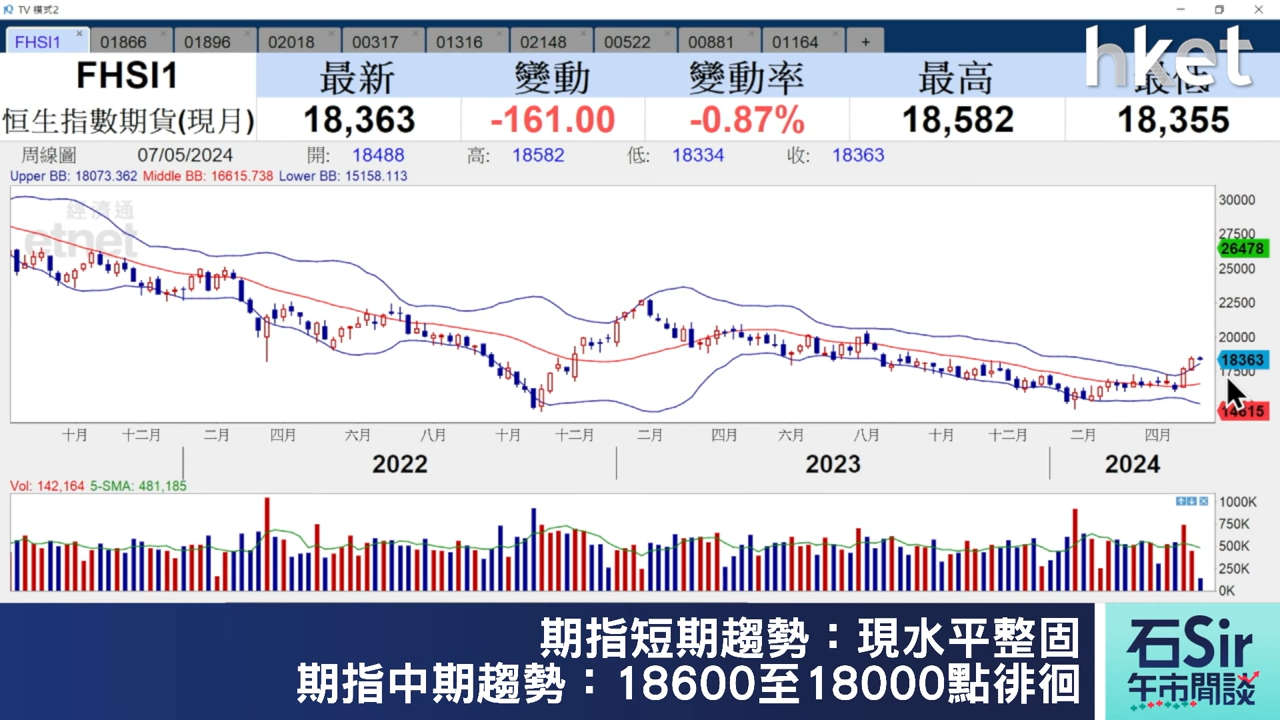 TV 模式2
FHSI1 01866 01896 02018 00317 01316 02148 00522 00881 01164 +
hket
FHSI1 最新 變動 變動率 最高
恒生指數期貨(現月) 18,363 -161.00 -0.87% 18,582 18,355
周線圖 07/05/2024 開: 18488 高: 18582 低: 18334 收: 18363
Upper BB: 18073.362 Middle BB: 16615.738 Lower BB: 15158.113
經濟通
etnet
30000
27500
26478
25000
22500
20000
18363
17500
14615
十月 十二月 二月 四月 六月 八月 十月 十二月 二月 四月 六月 八月 十月 十二月 二月 四月
2022 2023 2024
Vol: 142,164 5-SMA: 481,185
1000K
750K
500K
250K
0K
期指短期趨勢：現水平整固
期指中期趨勢：18600至18000點徘徊
石Sir
午市閒談